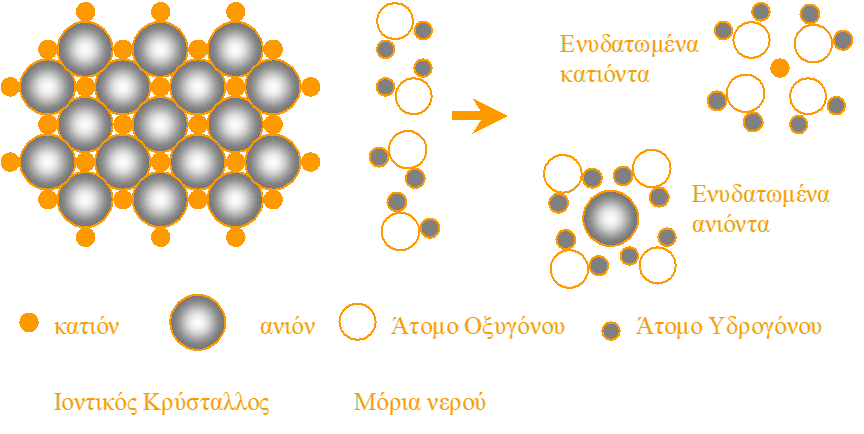 Ενυδατωμένα
κατιόντα
Ενυδατωμένα
ανιόντα
κατιόν
ανιόν
Άτομο Οξυγόνου
Άτομο Υδρογόνου
Ιοντικός Κρύσταλλος
Μόρια νερού